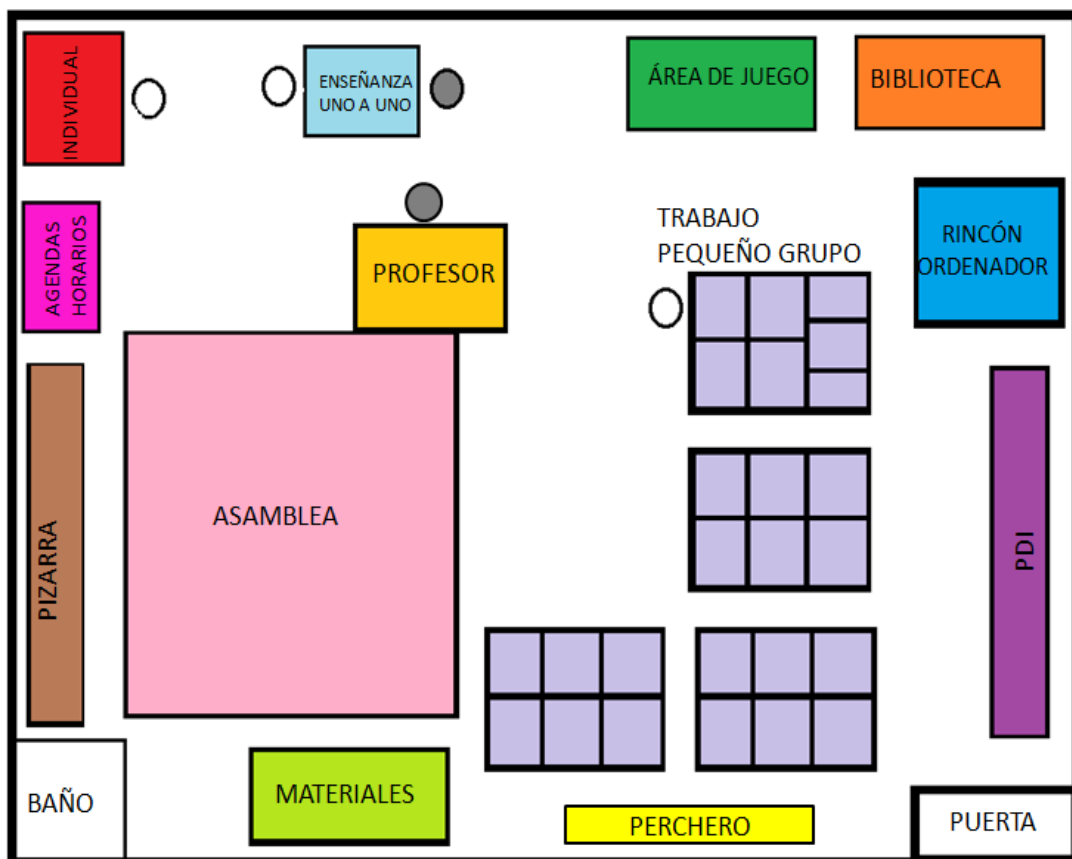 INDIVIDUAL
ENSEÑANZA
UNO A UNO
ÁREA DE JUEGO
BIBLIOTECA
AGENDAS
HORARIOS
PROFESOR
TRABAJO
PEQUEÑO GRUPO
RINCÓN
ORDENADOR
PIZARRA
ASAMBLEA
PDI
BAÑO
MATERIALES
PERCHERO
PUERTA